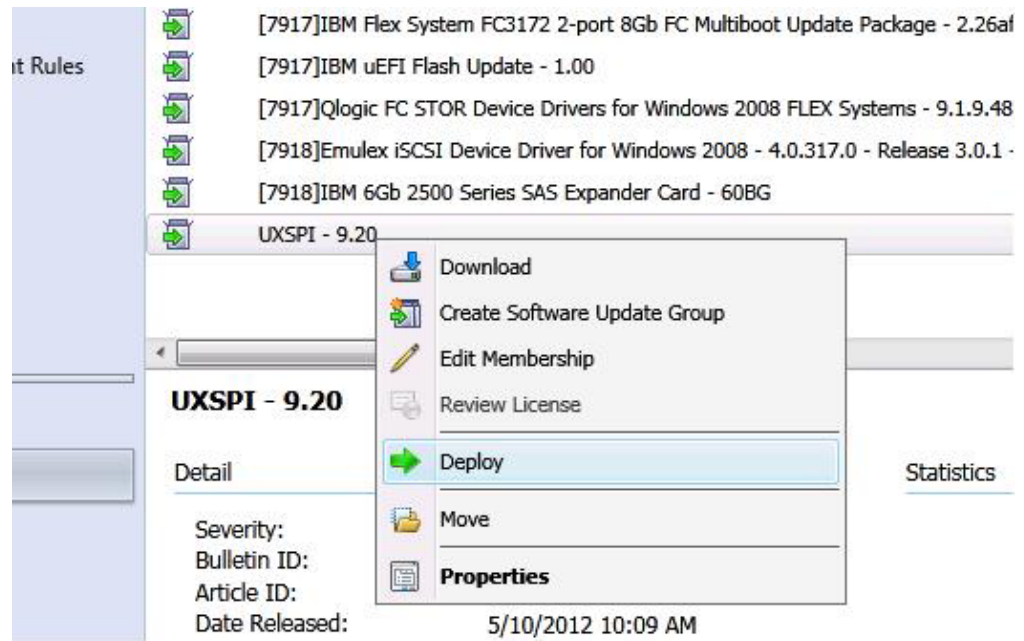 [7917]IBM Flex System FC3172 2-port 8Gb FC Multiboot Update Package - 2.26af
nt Rules
[7917]IBM uEFI Flash Update - 1.00
[7917]Qlogic FC STOR Device Drivers for Windows 2008 FLEX Systems - 9.1.9.48
[7918]Emulex iSCSI Device Driver for Windows 2008 - 4.0.317.0 - Release 3.0.1 -
[7918]IBM 6Gb 2500 Series SAS Expander Card - 60BG
UXSPI - 9.20
Download
Create Software Update Group
Edit Membership
Review License
Deploy
Move
Properties
UXSPI - 9.20
Detail
Statistics
Severity:
Bulletin ID:
Article ID:
Date Released: 5/10/2012 10:09 AM